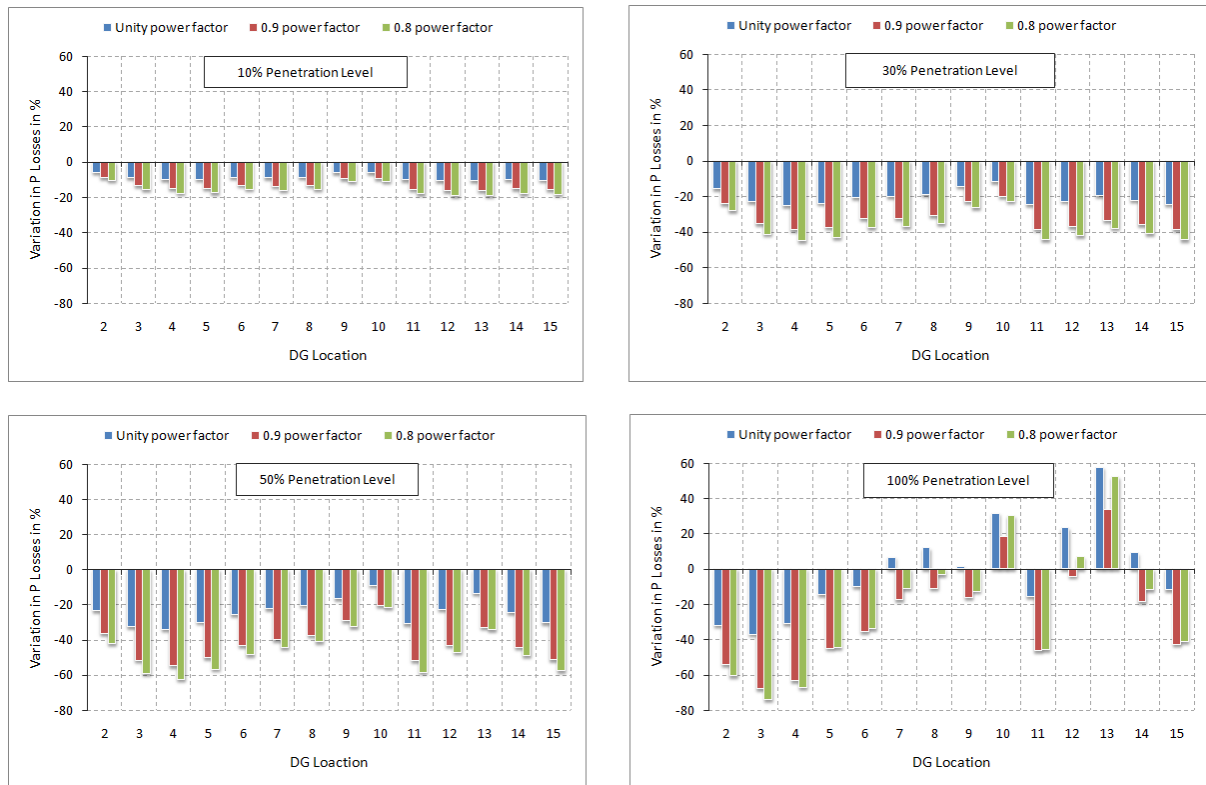 Unity power factor 0.9 power factor 0.8 power factor
10% Penetration Level
Variation in P Losses in %
60
40
20
0
-20
-40
-60
-80
2 3 4 5 6 7 8 9 10 11 12 13 14 15
DG Location
Unity power factor 0.9 power factor 0.8 power factor
30% Penetration Level
Variation in P Losses in %
60
40
20
0
-20
-40
-60
-80
2 3 4 5 6 7 8 9 10 11 12 13 14 15
DG Location
Unity power factor 0.9 power factor 0.8 power factor
50% Penetration Level
Variation in P Losses in %
60
40
20
0
-20
-40
-60
-80
2 3 4 5 6 7 8 9 10 11 12 13 14 15
DG Loaction
Unity power factor 0.9 power factor 0.8 power factor
100% Penetration Level
Variation in P Losses in %
60
40
20
0
-20
-40
-60
-80
2 3 4 5 6 7 8 9 10 11 12 13 14 15
DG Location